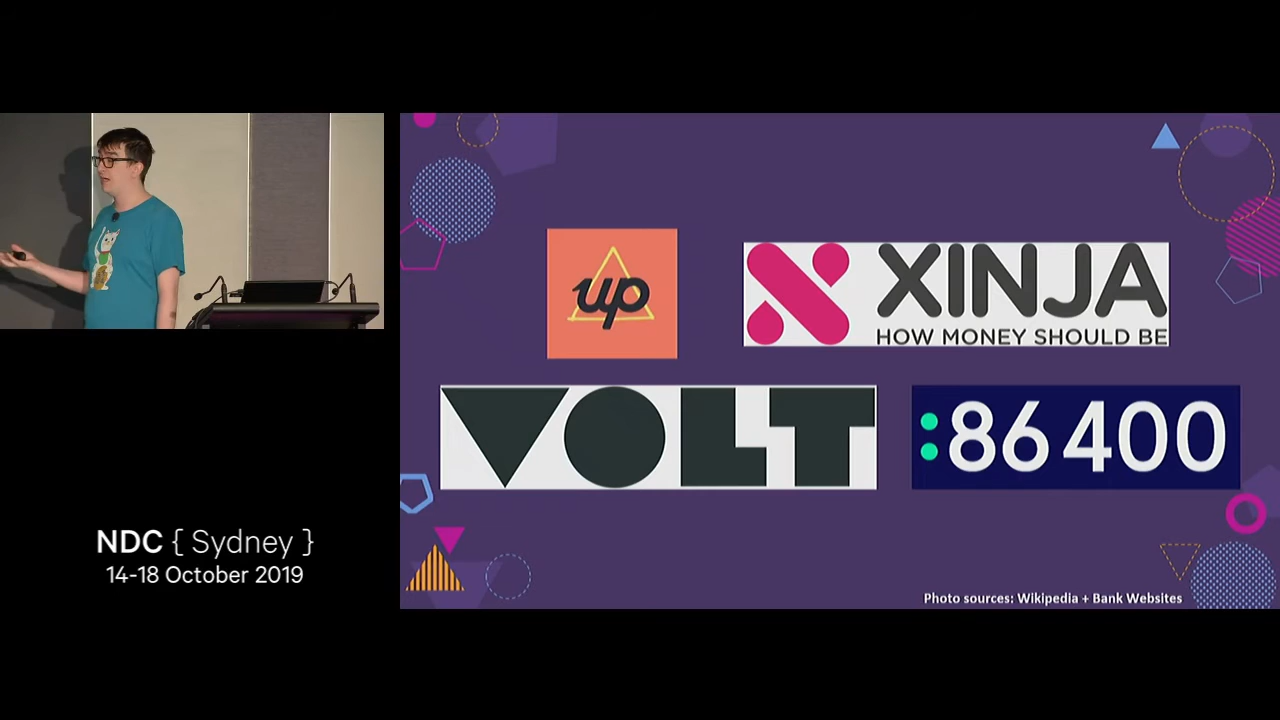 up
XINJA
HOW MONEY SHOULD BE
VOLT
:86 400
NDC { Sydney }
14-18 October 2019
Photo sources: Wikipedia + Bank Websites